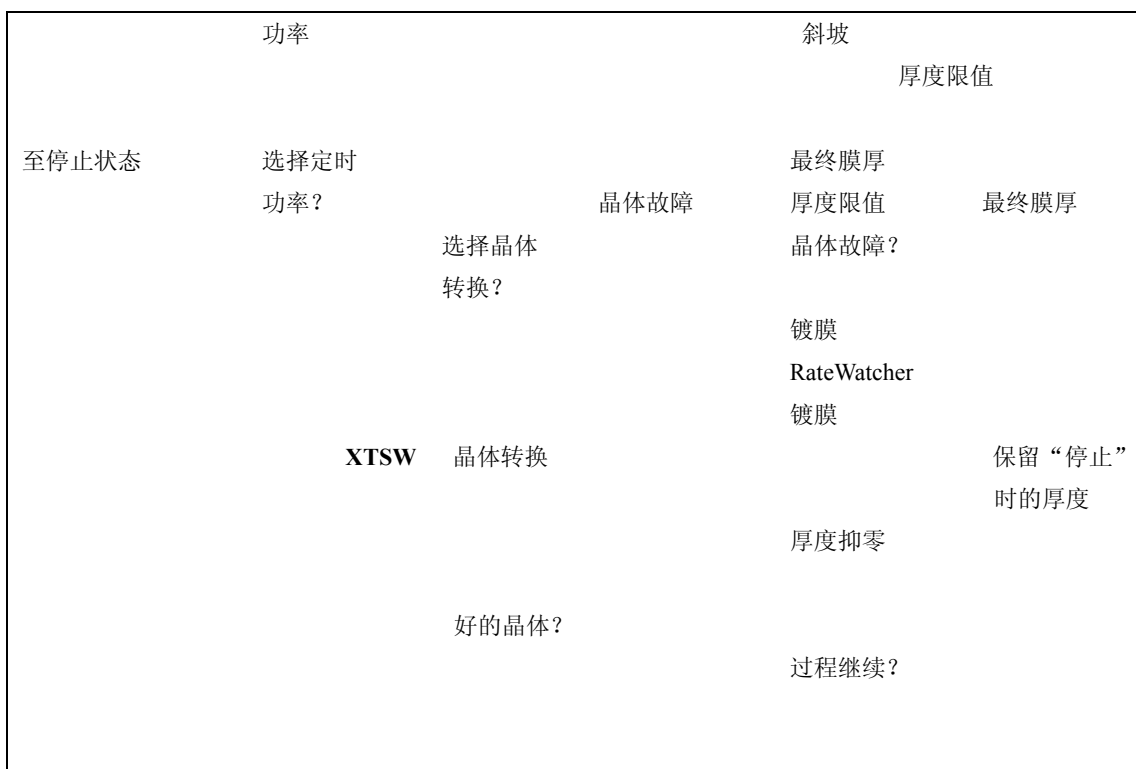 功率 斜坡
厚度限值
至停止状态 选择定时 最终膜厚
功率？ 晶体故障 厚度限值 最终膜厚
选择晶体 晶体故障？
转换？
镀膜
RateWatcher
镀膜
XTSW 晶体转换 保留“停止”
时的厚度
厚度抑零
好的晶体？
过程继续？